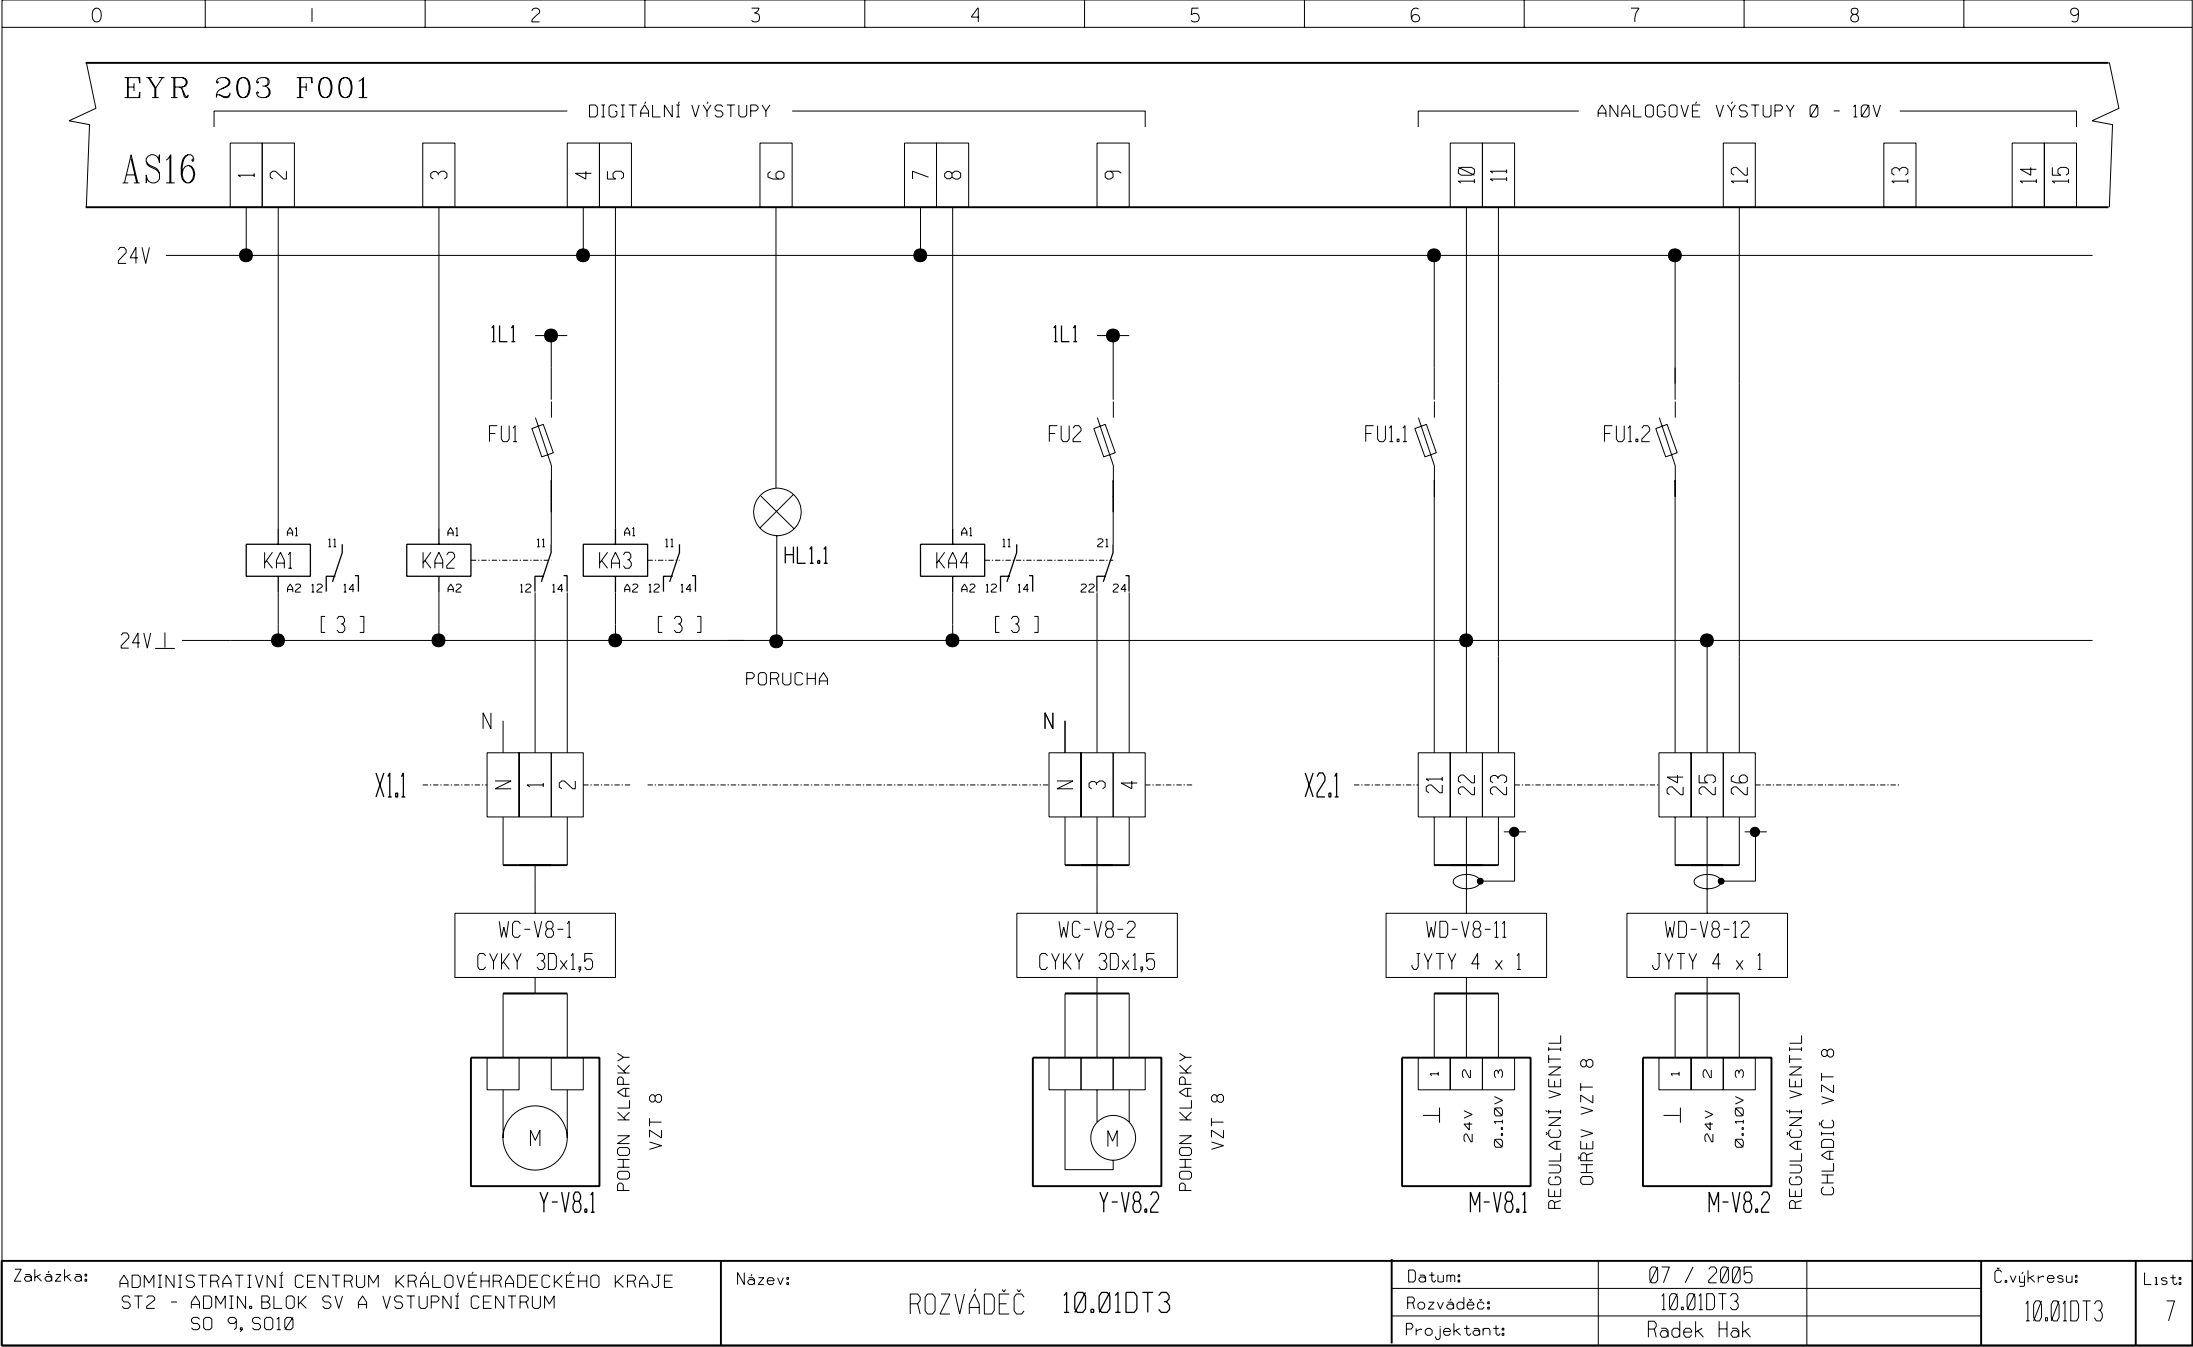 0 1 2 3 4 5 6 7 8 9
EYR 203 F001
DIGITÁLNÍ VÝSTUPY
ANALOGOVÉ VÝSTUPY 0 - 10V
AS16
1 2 3 4 5 6 7 8 9 10 11 12 13 14 15
24V
1L1 1L1
FU1 FU2 FU1.1 FU1.2
A1 11 A1 11 A1 11 A1 11 21
KA1 KA2 KA3 HL1.1 KA4
A2 12 14 A2 12 14 A2 12 14 A2 12 14 22 24
[ 3 ] [ 3 ] [ 3 ]
24V⊥
PORUCHA
N N
X1.1 N 1 2 N 3 4 X2.1 21 22 23 24 25 26
WC-V8-1
CYKY 3Dx1,5
WC-V8-2
CYKY 3Dx1,5
WD-V8-11
JYTY 4 x 1
WD-V8-12
JYTY 4 x 1
M
POHON KLAPKY
VZT 8
Y-V8.1
M
POHON KLAPKY
VZT 8
Y-V8.2
1 2 3
⊥ 24V 0..10V
REGULAČNÍ VENTIL
OHŘEV VZT 8
M-V8.1
1 2 3
⊥ 24V 0..10V
REGULAČNÍ VENTIL
CHLADIČ VZT 8
M-V8.2
Zakázka: ADMINISTRATIVNÍ CENTRUM KRÁLOVÉHRADECKÉHO KRAJE
ST2 - ADMIN. BLOK SV A VSTUPNÍ CENTRUM
SO 9, SO10
Název:
ROZVÁDĚČ 10.01DT3
Datum: 07 / 2005
Rozváděč: 10.01DT3
Projektant: Radek Hak
Č.výkresu:
10.01DT3
List:
7